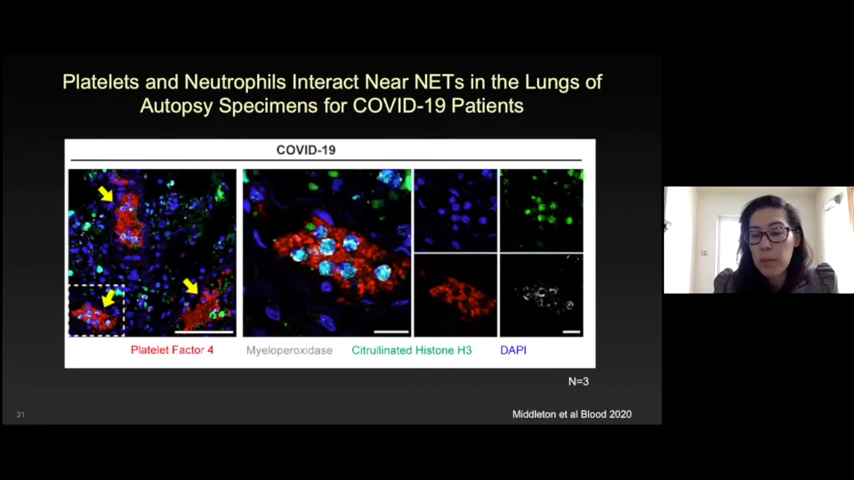 Platelets and Neutrophils Interact Near NETs in the Lungs of
Autopsy Specimens for COVID-19 Patients
COVID-19
Platelet Factor 4 Myeloperoxidase Citrullinated Histone H3 DAPI
N=3
31
Middleton et al Blood 2020